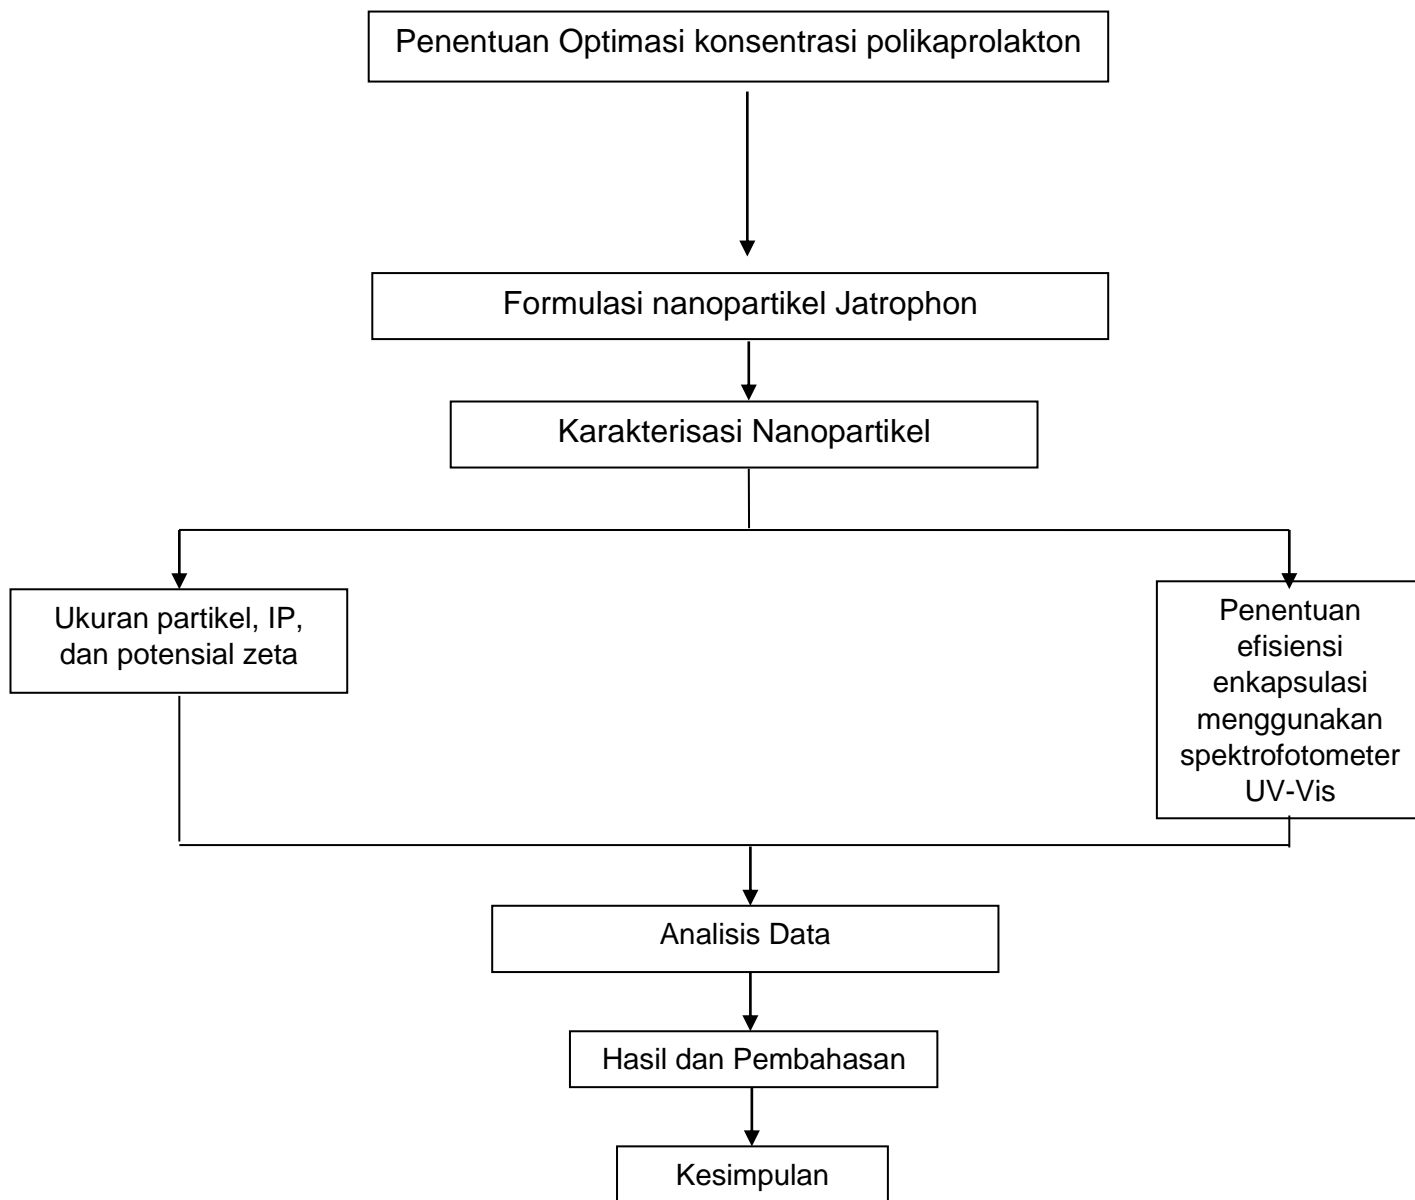 Penentuan Optimasi konsentrasi polikaprolakton
Formulasi nanopartikel Jatrophon
Karakterisasi Nanopartikel
Ukuran partikel, IP,
dan potensial zeta
Penentuan
efisiensi
enkapsulasi
menggunakan
spektrofotometer
UV-Vis
Analisis Data
Hasil dan Pembahasan
Kesimpulan